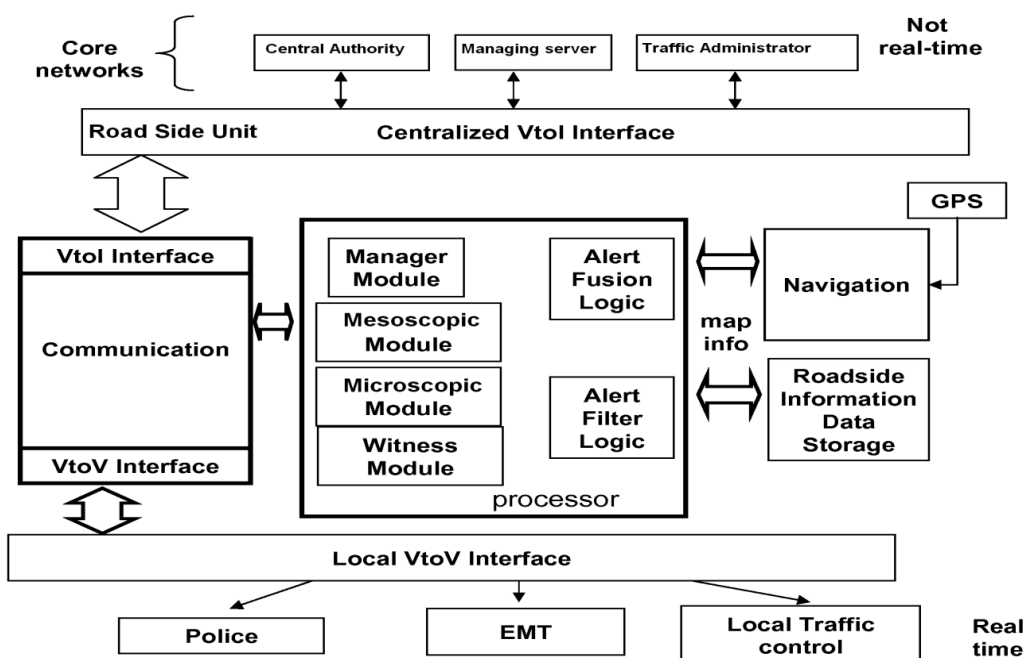 Core
networks
Central Authority
Managing server
Traffic Administrator
Not
real-time
Road Side Unit
Centralized VtoI Interface
GPS
VtoI Interface
Communication
VtoV Interface
Manager
Module
Mesoscopic
Module
Microscopic
Module
Witness
Module
Alert
Fusion
Logic
Alert
Filter
Logic
processor
map
info
Navigation
Roadside
Information
Data
Storage
Local VtoV Interface
Police
EMT
Local Traffic
control
Real
time